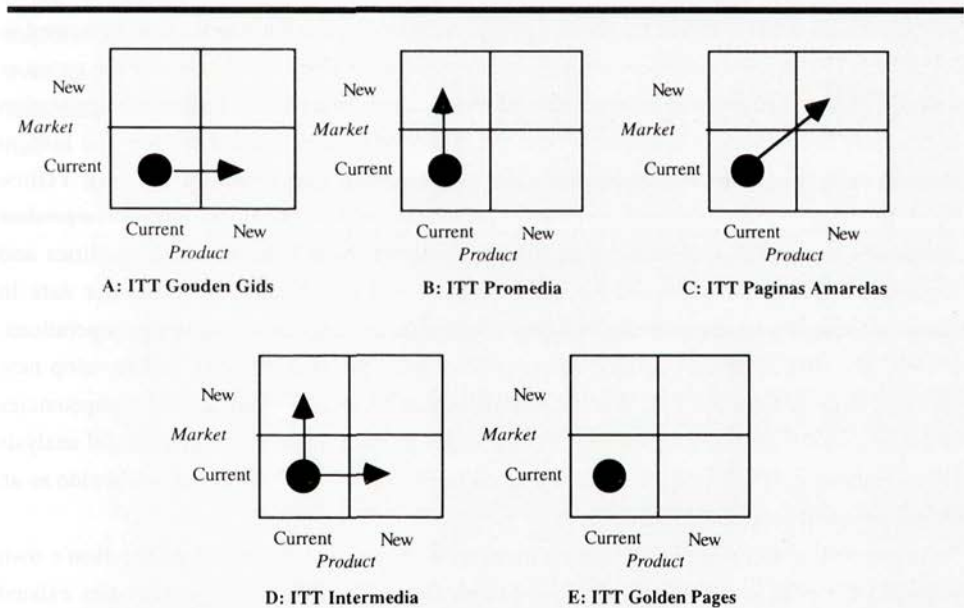 New
Market
Current
Current New
Product
A: ITT Gouden Gids
New
Market
Current
Current New
Product
B: ITT Promedia
New
Market
Current
Current New
Product
C: ITT Paginas Amarelas
New
Market
Current
Current New
Product
D: ITT Intermedia
New
Market
Current
Current New
Product
E: ITT Golden Pages